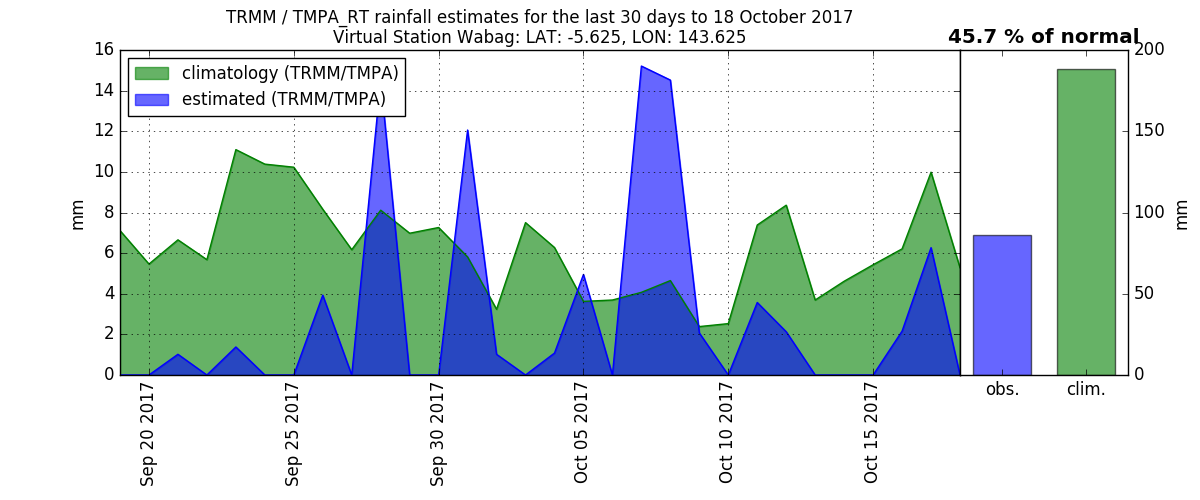 TRMM / TMPA_RT rainfall estimates for the last 30 days to 18 October 2017
Virtual Station Wabag: LAT: -5.625, LON: 143.625
45.7 % of normal
climatology (TRMM/TMPA)
estimated (TRMM/TMPA)
16
14
12
10
8
6
4
2
0
mm
Sep 20 2017
Sep 25 2017
Sep 30 2017
Oct 05 2017
Oct 10 2017
Oct 15 2017
obs.
clim.
200
150
100
50
0
mm